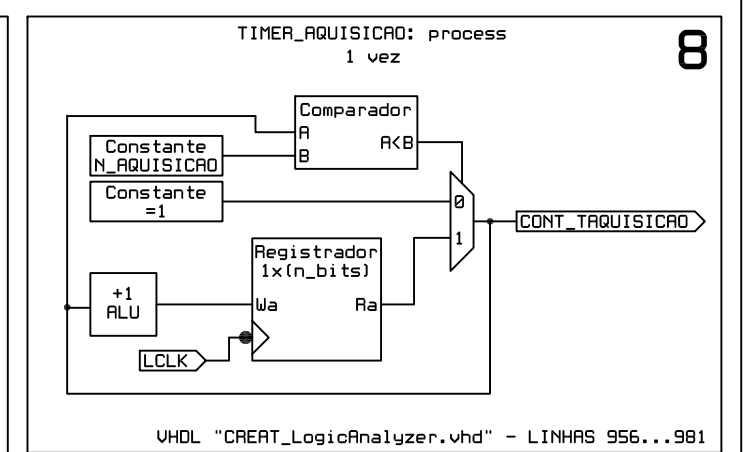 TIMER_AQUISICAO: process
1 vez
8
Comparador
A
A<B
B
Constante
N_AQUISICAO
Constante
=1
0
1
CONT_TAQUISICAO
Registrador
1x(n_bits)
+1
ALU
Wa
Ra
LCLK
VHDL "CREAT_LogicAnalyzer.vhd" - LINHAS 956...981